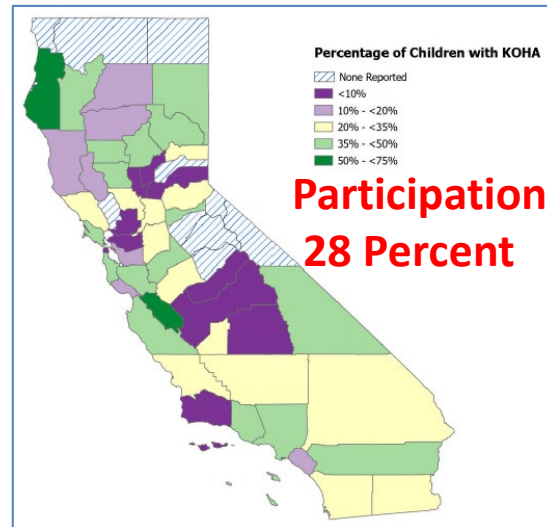 Percentage of Children with KOHA
None Reported
<10%
10% - <20%
20% - <35%
35% - <50%
50% - <75%
Participation
28 Percent